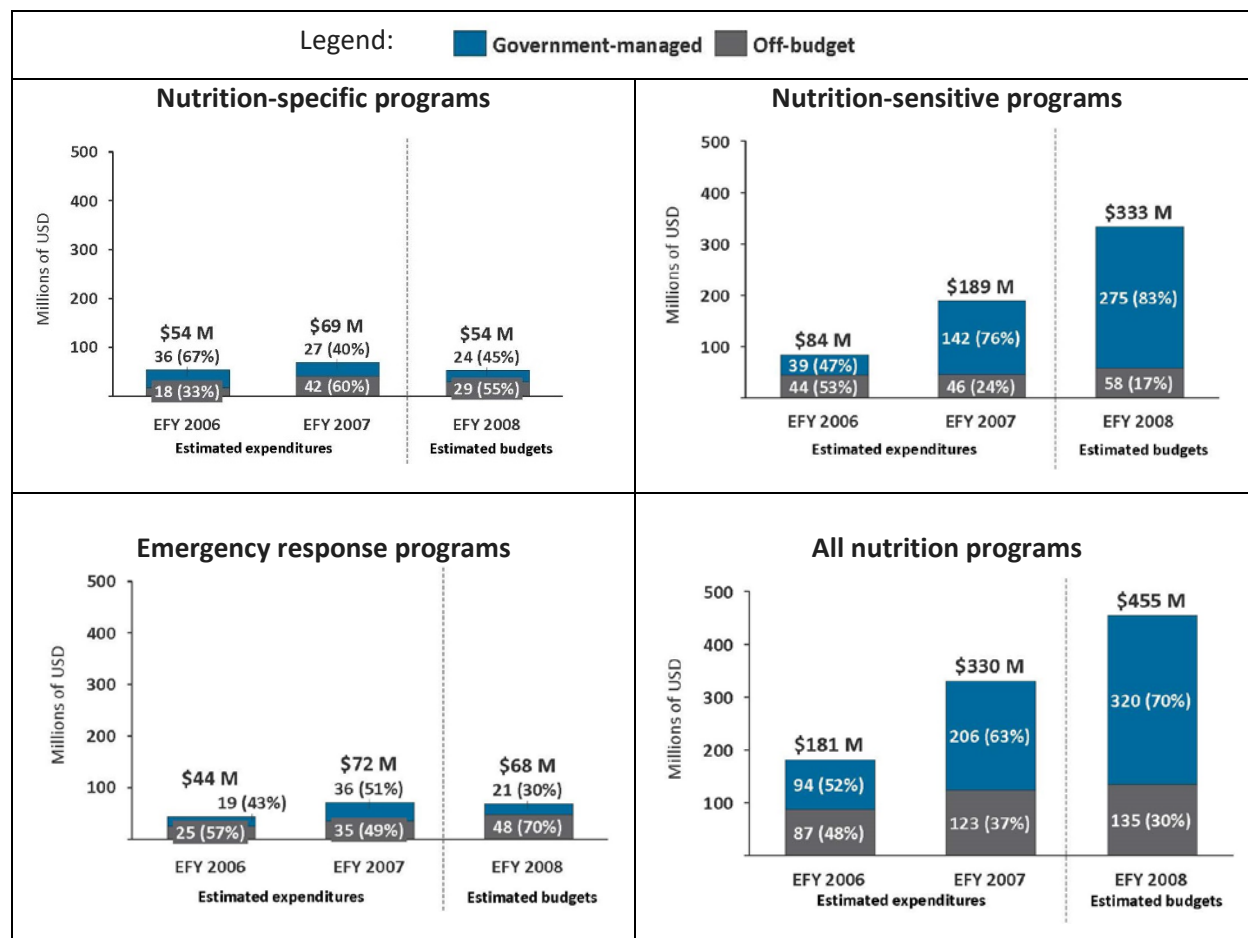 Legend: Government-managed Off-budget
Nutrition-specific programs
Millions of USD
500
400
300
200
100
$54 M
36 (67%)
18 (33%)
$69 M
27 (40%)
42 (60%)
$54 M
24 (45%)
29 (55%)
EFY 2006 EFY 2007 EFY 2008
Estimated expenditures Estimated budgets
Nutrition-sensitive programs
Millions of USD
500
400
300
200
100
$84 M
39 (47%)
44 (53%)
$189 M
142 (76%)
46 (24%)
$333 M
275 (83%)
58 (17%)
EFY 2006 EFY 2007 EFY 2008
Estimated expenditures Estimated budgets
Emergency response programs
Millions of USD
500
400
300
200
100
$44 M
19 (43%)
25 (57%)
$72 M
36 (51%)
35 (49%)
$68 M
21 (30%)
48 (70%)
EFY 2006 EFY 2007 EFY 2008
Estimated expenditures Estimated budgets
All nutrition programs
Millions of USD
500
400
300
200
100
$181 M
94 (52%)
87 (48%)
$330 M
206 (63%)
123 (37%)
$455 M
320 (70%)
135 (30%)
EFY 2006 EFY 2007 EFY 2008
Estimated expenditures Estimated budgets